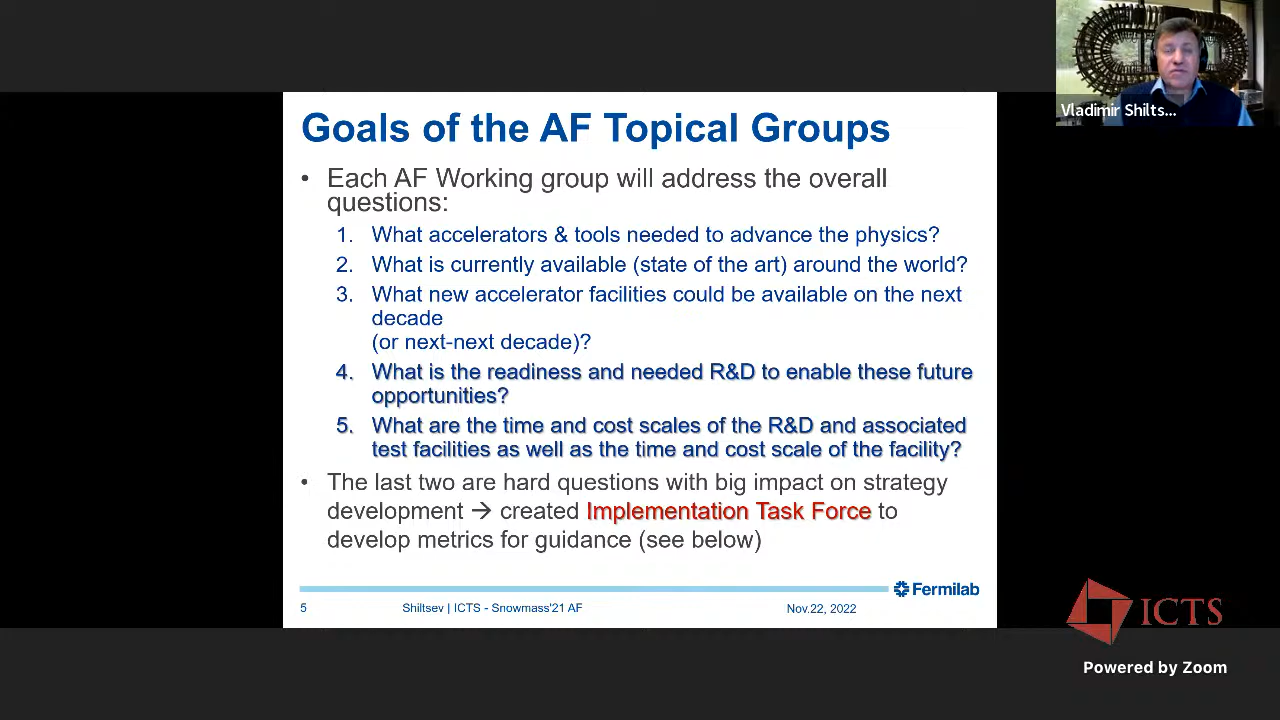 Vladimir Shilts...
Goals of the AF Topical Groups
• Each AF Working group will address the overall
questions:
1. What accelerators & tools needed to advance the physics?
2. What is currently available (state of the art) around the world?
3. What new accelerator facilities could be available on the next
decade
(or next-next decade)?
4. What is the readiness and needed R&D to enable these future
opportunities?
5. What are the time and cost scales of the R&D and associated
test facilities as well as the time and cost scale of the facility?
• The last two are hard questions with big impact on strategy
development → created Implementation Task Force to
develop metrics for guidance (see below)
Fermilab
5 Shiltsev | ICTS - Snowmass'21 AF Nov.22, 2022
ICTS
Powered by Zoom